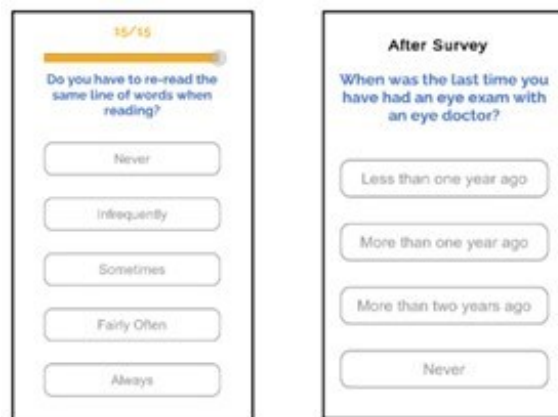 15/15
Do you have to re-read the
same line of words when
reading?
Never
Infrequently
Sometimes
Fairly Often
Always
After Survey
When was the last time you
have had an eye exam with
an eye doctor?
Less than one year ago
More than one year ago
More than two years ago
Never